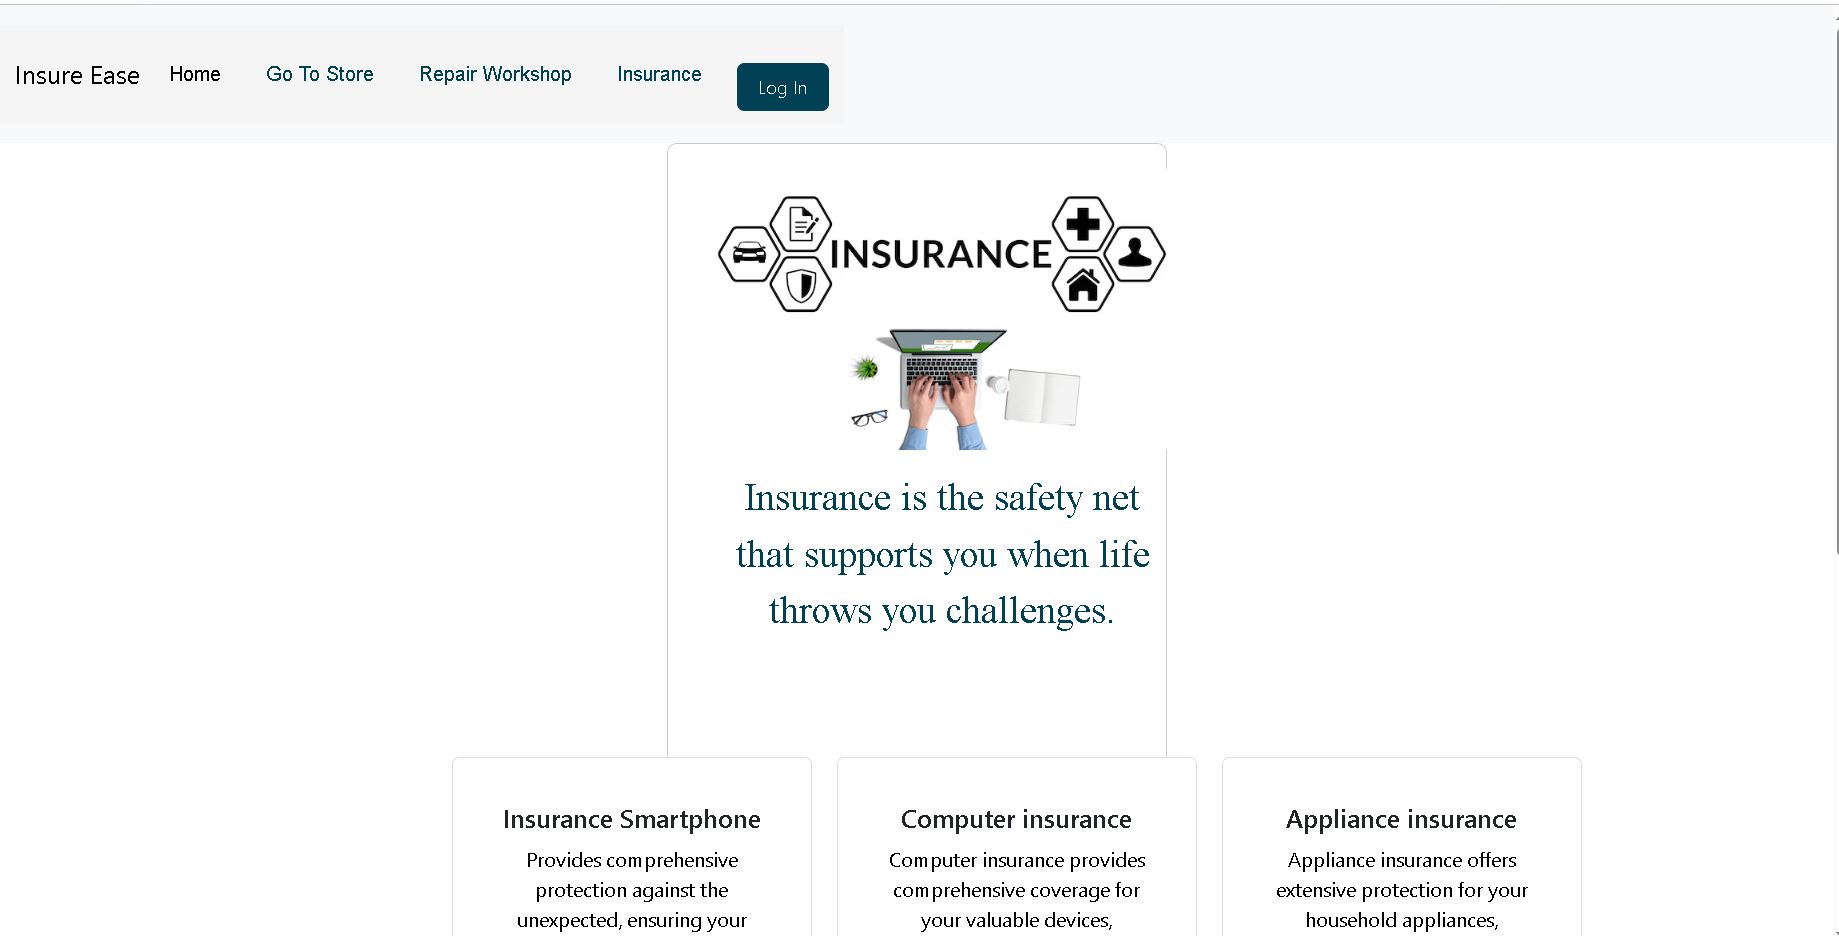 Insure Ease Home Go To Store Repair Workshop Insurance Log In
INSURANCE
Insurance is the safety net
that supports you when life
throws you challenges.
Insurance Smartphone
Provides comprehensive
protection against the
unexpected, ensuring your
Computer insurance
Computer insurance provides
comprehensive coverage for
your valuable devices,
Appliance insurance
Appliance insurance offers
extensive protection for your
household appliances,